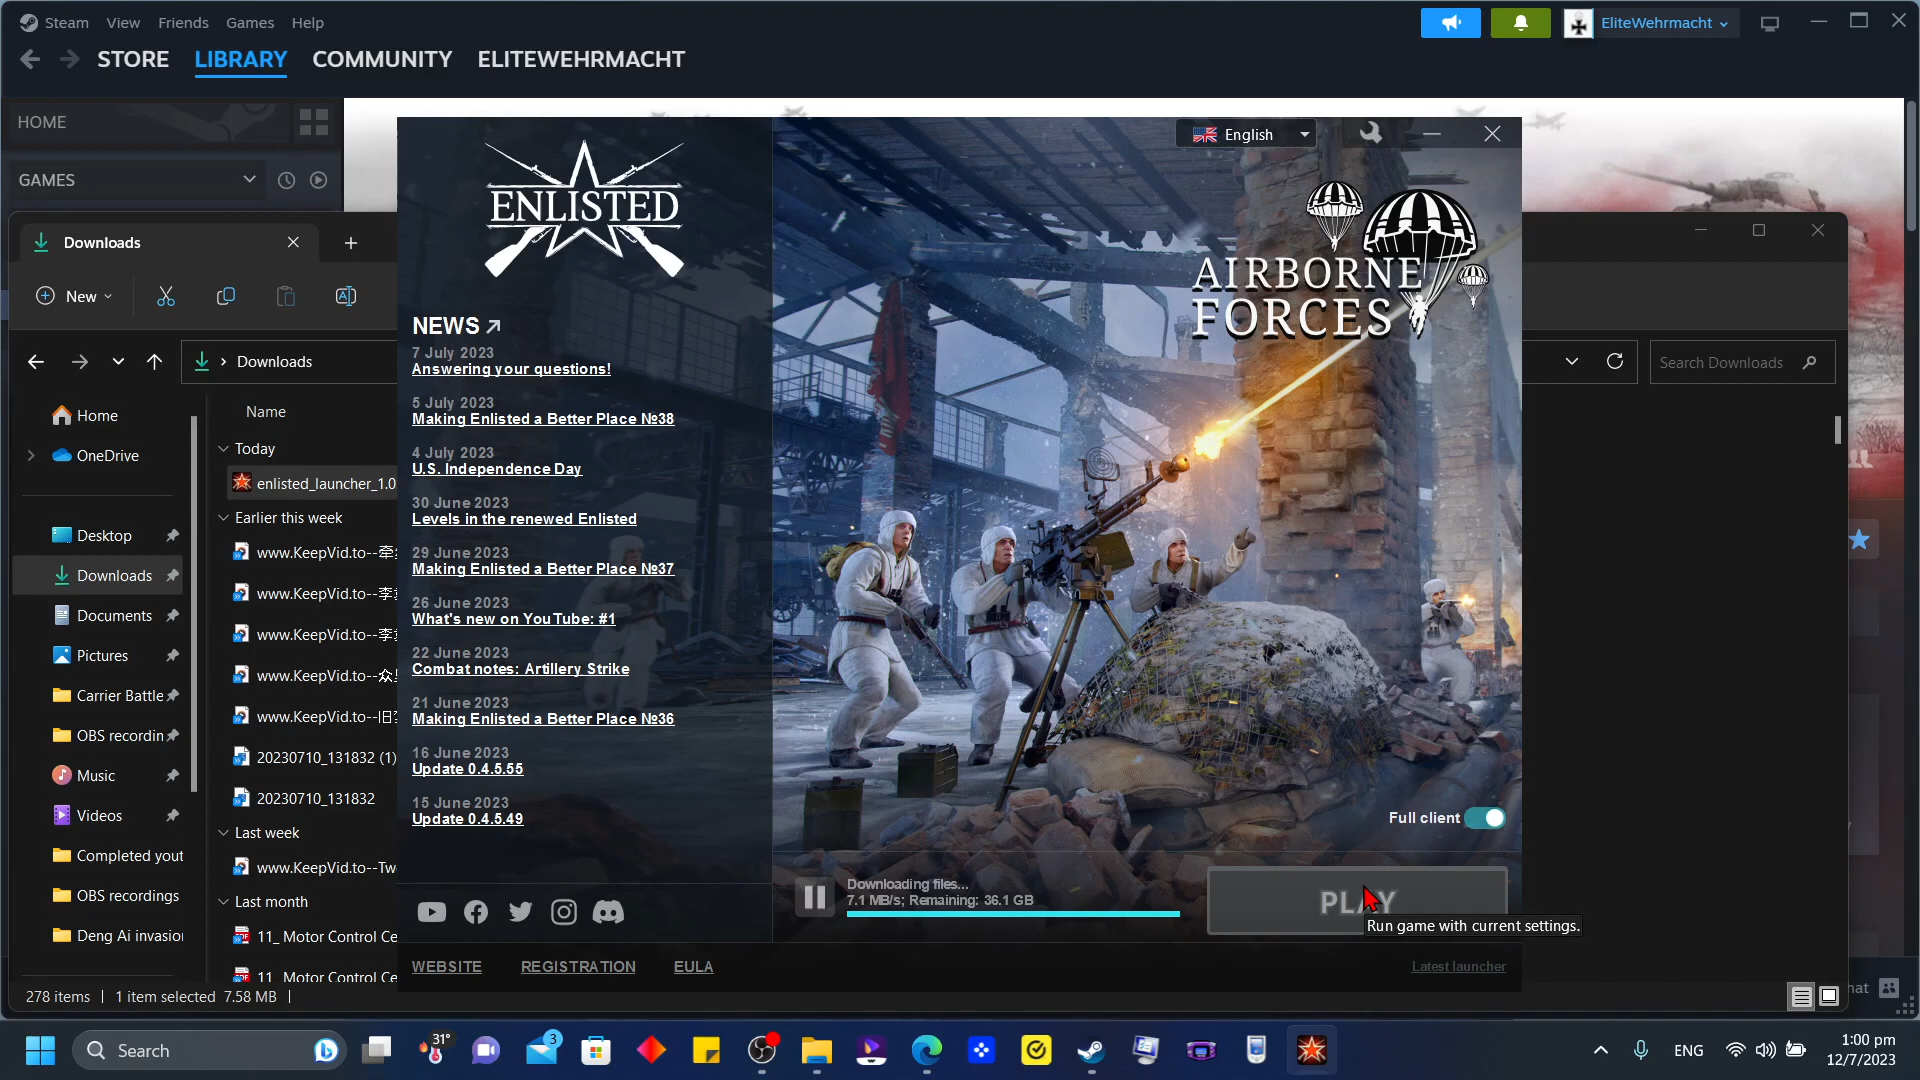 Steam View Friends Games Help
EliteWehrmacht
STORE LIBRARY COMMUNITY ELITEWEHRMACHT
HOME
GAMES
Downloads
New
Downloads
Search Downloads
Home
OneDrive
Desktop
Downloads
Documents
Pictures
Carrier Battle
OBS recordin
Music
Videos
Completed yout
OBS recordings
Deng Ai invasion
Name
Today
enlisted_launcher_1.0
Earlier this week
www.KeepVid.to--牵
www.KeepVid.to--李
www.KeepVid.to--李
www.KeepVid.to--众
www.KeepVid.to--旧
20230710_131832 (1)
20230710_131832
Last week
www.KeepVid.to--Tw
Last month
11_ Motor Control Ce
11_ Motor Control Ce
278 items 1 item selected 7.58 MB
ENLISTED
NEWS
7 July 2023
Answering your questions!
5 July 2023
Making Enlisted a Better Place №38
4 July 2023
U.S. Independence Day
30 June 2023
Levels in the renewed Enlisted
29 June 2023
Making Enlisted a Better Place №37
26 June 2023
What's new on YouTube: #1
22 June 2023
Combat notes: Artillery Strike
21 June 2023
Making Enlisted a Better Place №36
16 June 2023
Update 0.4.5.55
15 June 2023
Update 0.4.5.49
WEBSITE REGISTRATION EULA
English
AIRBORNE
FORCES
Full client
Downloading files...
7.1 MB/s; Remaining: 36.1 GB
PLAY
Run game with current settings.
Latest launcher
hat
Search
31°
3
ENG
1:00 pm
12/7/2023